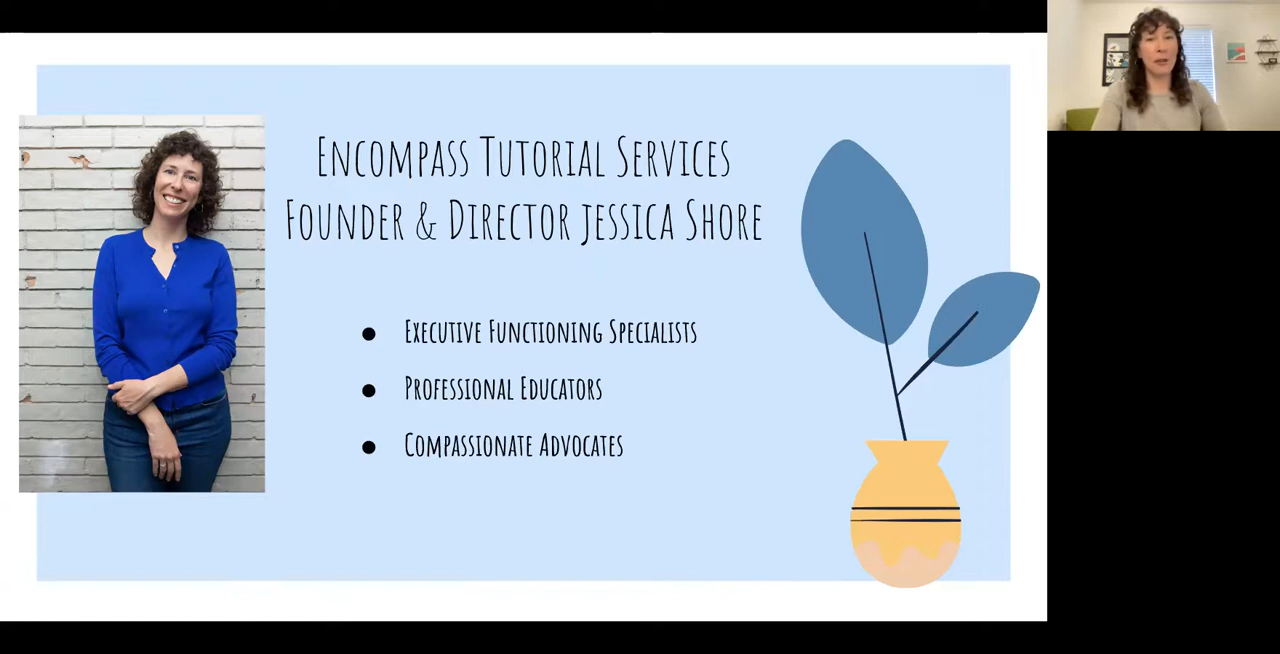 Encompass Tutorial Services
Founder & Director Jessica Shore
● Executive Functioning Specialists
● Professional Educators
● Compassionate Advocates